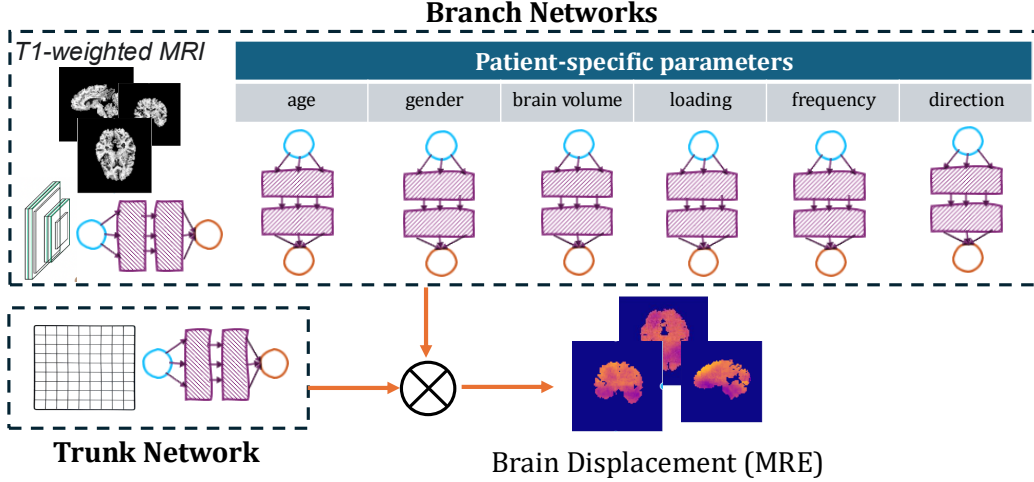 Branch Networks
T1-weighted MRI
Patient-specific parameters
age gender brain volume loading frequency direction
Trunk Network
Brain Displacement (MRE)